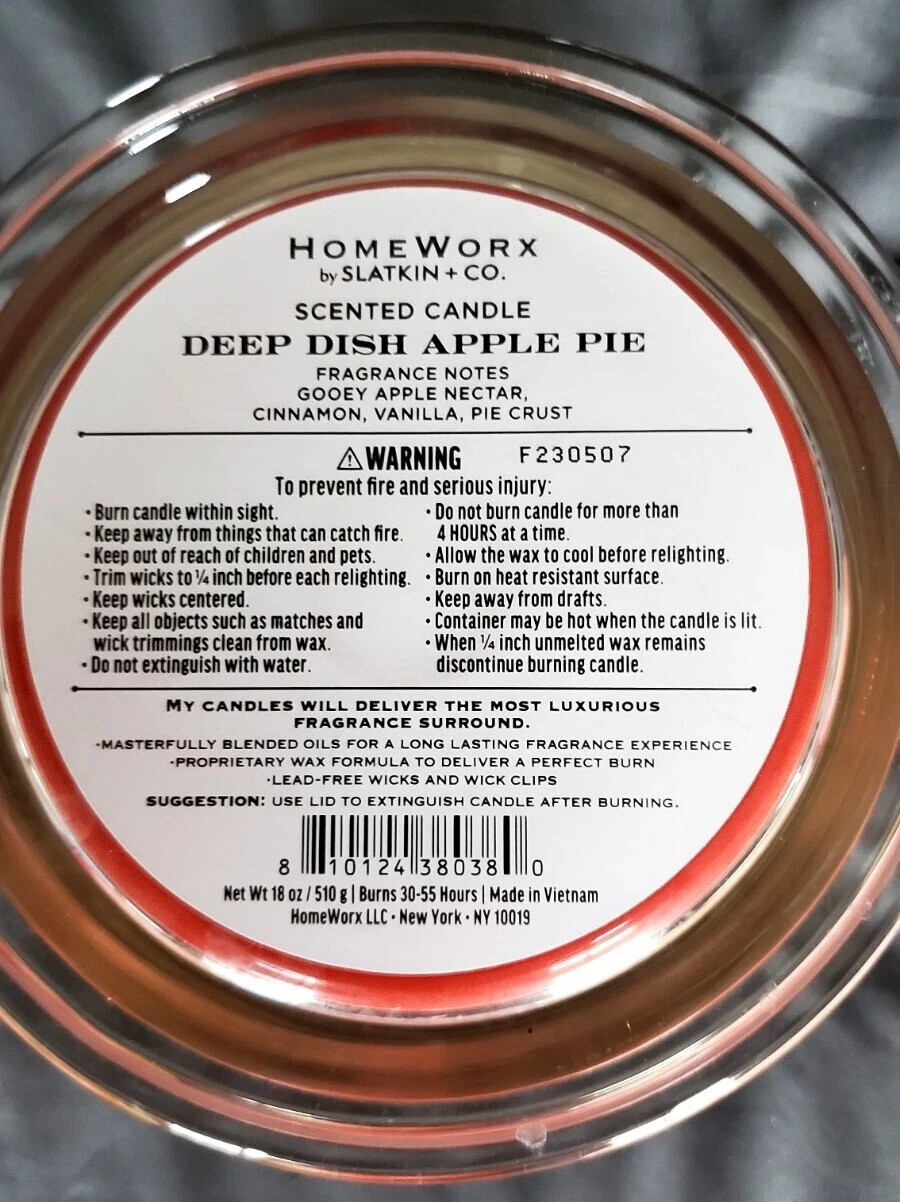 HOMEWORX
by SLATKIN + CO.
SCENTED CANDLE
DEEP DISH APPLE PIE
FRAGRANCE NOTES
GOOEY APPLE NECTAR,
CINNAMON, VANILLA, PIE CRUST
⚠WARNING F230507
To prevent fire and serious injury:
• Burn candle within sight.
• Keep away from things that can catch fire.
• Keep out of reach of children and pets.
• Trim wicks to ¼ inch before each relighting.
• Keep wicks centered.
• Keep all objects such as matches and
wick trimmings clean from wax.
• Do not extinguish with water.
• Do not burn candle for more than
4 HOURS at a time.
• Allow the wax to cool before relighting.
• Burn on heat resistant surface.
• Keep away from drafts.
• Container may be hot when the candle is lit.
• When ¼ inch unmelted wax remains
discontinue burning candle.
MY CANDLES WILL DELIVER THE MOST LUXURIOUS
FRAGRANCE SURROUND.
•MASTERFULLY BLENDED OILS FOR A LONG LASTING FRAGRANCE EXPERIENCE
•PROPRIETARY WAX FORMULA TO DELIVER A PERFECT BURN
•LEAD-FREE WICKS AND WICK CLIPS
SUGGESTION: USE LID TO EXTINGUISH CANDLE AFTER BURNING.
8 10124 38038 0
Net Wt 18 oz / 510 g | Burns 30-55 Hours | Made in Vietnam
HomeWorx LLC • New York • NY 10019